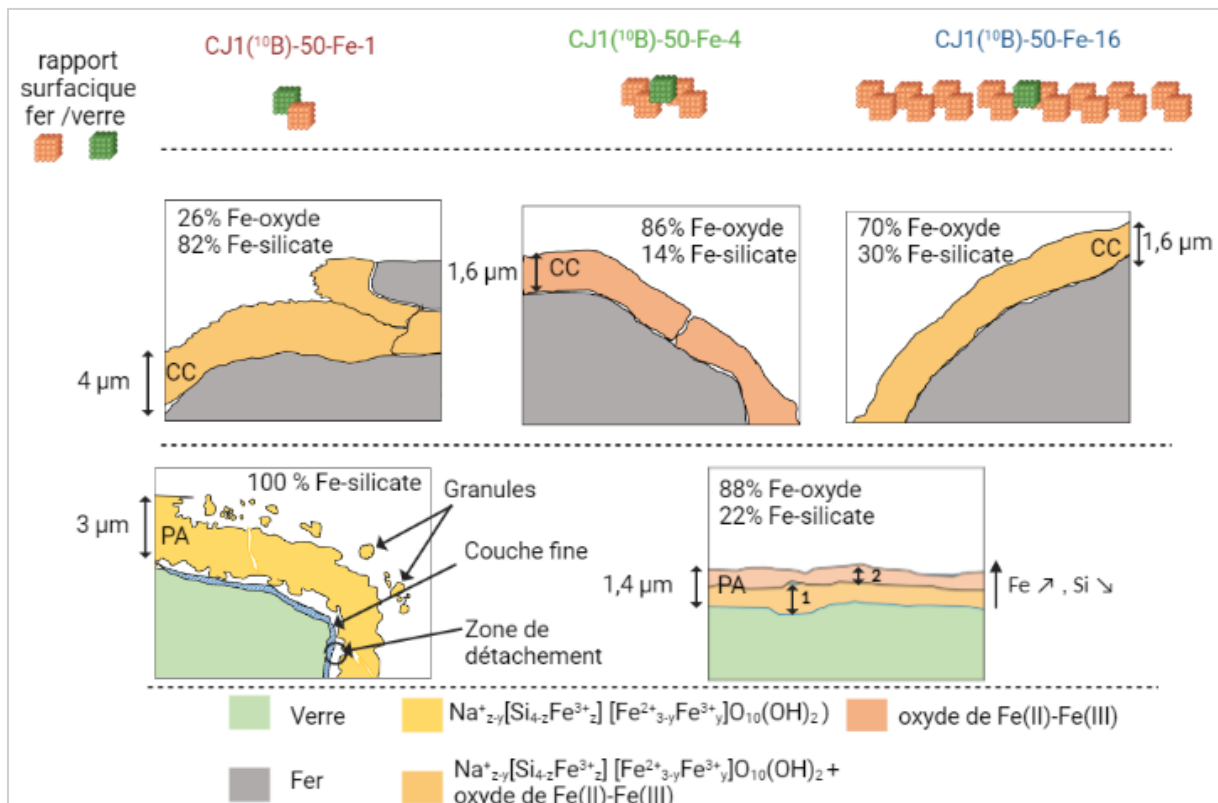 CJ1(¹⁰B)-50-Fe-1
CJ1(¹⁰B)-50-Fe-4
CJ1(¹⁰B)-50-Fe-16
rapport
surfacique
fer /verre
26% Fe-oxyde
82% Fe-silicate
CC
4 µm
86% Fe-oxyde
14% Fe-silicate
CC
1,6 µm
70% Fe-oxyde
30% Fe-silicate
CC
1,6 µm
100 % Fe-silicate
PA
3 µm
Granules
Couche fine
Zone de
détachement
88% Fe-oxyde
22% Fe-silicate
PA
1,4 µm
2
1
Fe ↗ , Si ↘
Verre
Na⁺z-y[Si4-zFe³⁺z] [Fe²⁺3-yFe³⁺y]O10(OH)2)
oxyde de Fe(II)-Fe(III)
Fer
Na⁺z-y[Si4-zFe³⁺z] [Fe²⁺3-yFe³⁺y]O10(OH)2 +
oxyde de Fe(II)-Fe(III)